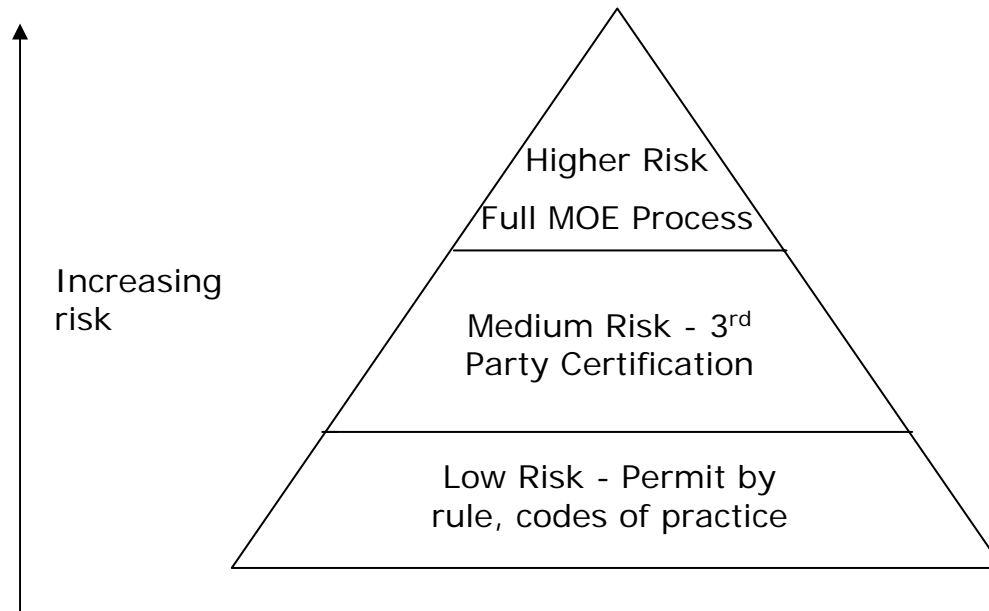 Higher Risk
Full MOE Process
Increasing
risk
Medium Risk - 3rd
Party Certification
Low Risk - Permit by
rule, codes of practice